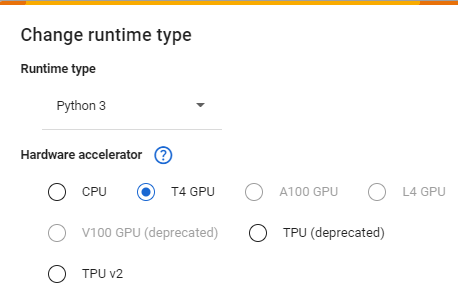 Change runtime type
Runtime type
Python 3
Hardware accelerator ?
CPU T4 GPU A100 GPU L4 GPU
V100 GPU (deprecated) TPU (deprecated)
TPU v2